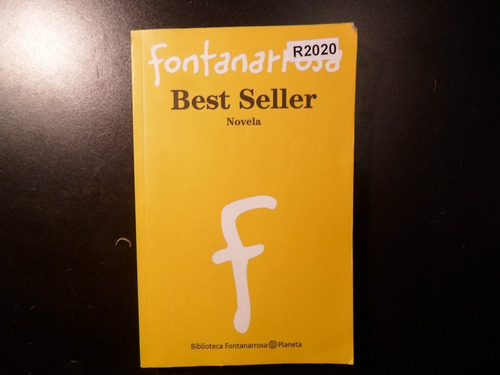 fontanarrosa
R2020
Best Seller
Novela
f
Biblioteca Fontanarrosa Planeta